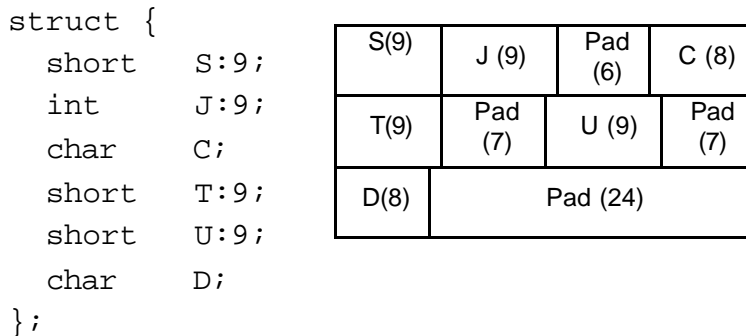 struct {
short S:9;
int J:9;
char C;
short T:9;
short U:9;
char D;
};
S(9)
J (9)
Pad
(6)
C (8)
T(9)
Pad
(7)
U (9)
Pad
(7)
D(8)
Pad (24)